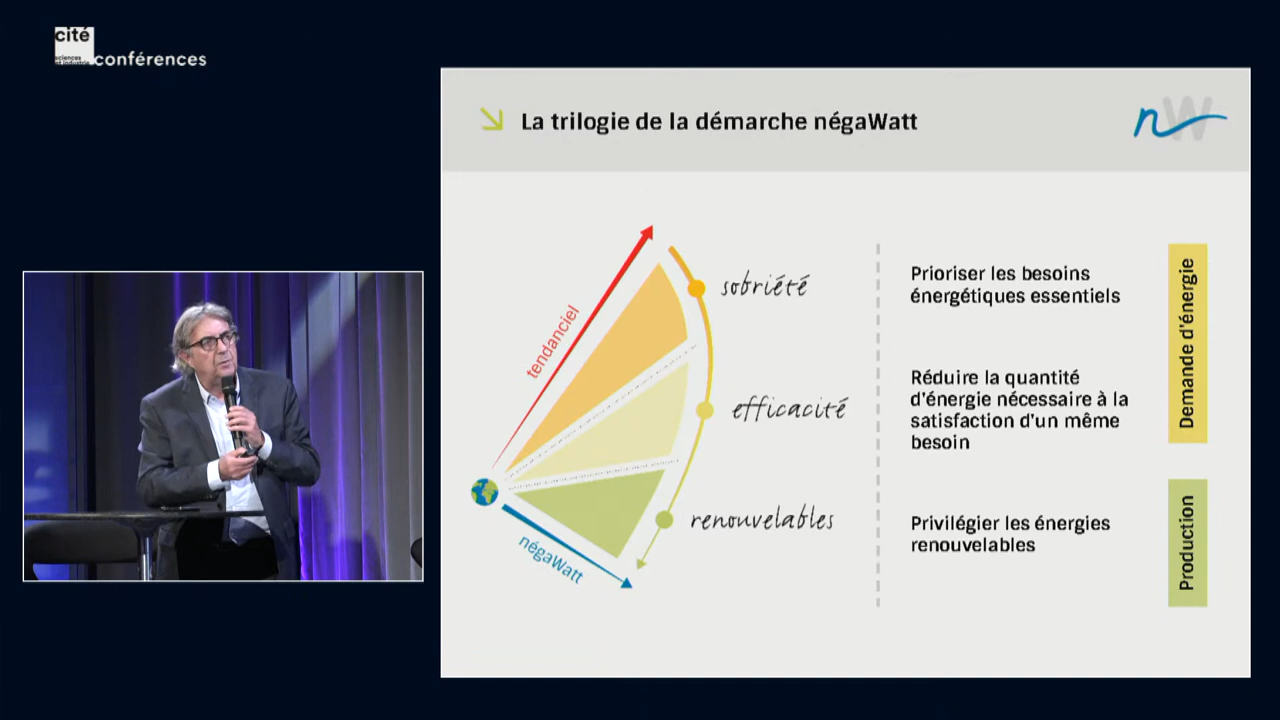 cité
sciences
et industrie
conférences
La trilogie de la démarche négaWatt
nW
tendanciel
sobriété
Prioriser les besoins
énergétiques essentiels
Demande d'énergie
efficacité
Réduire la quantité
d'énergie nécessaire à la
satisfaction d'un même
besoin
renouvelables
Privilégier les énergies
renouvelables
Production
négaWatt